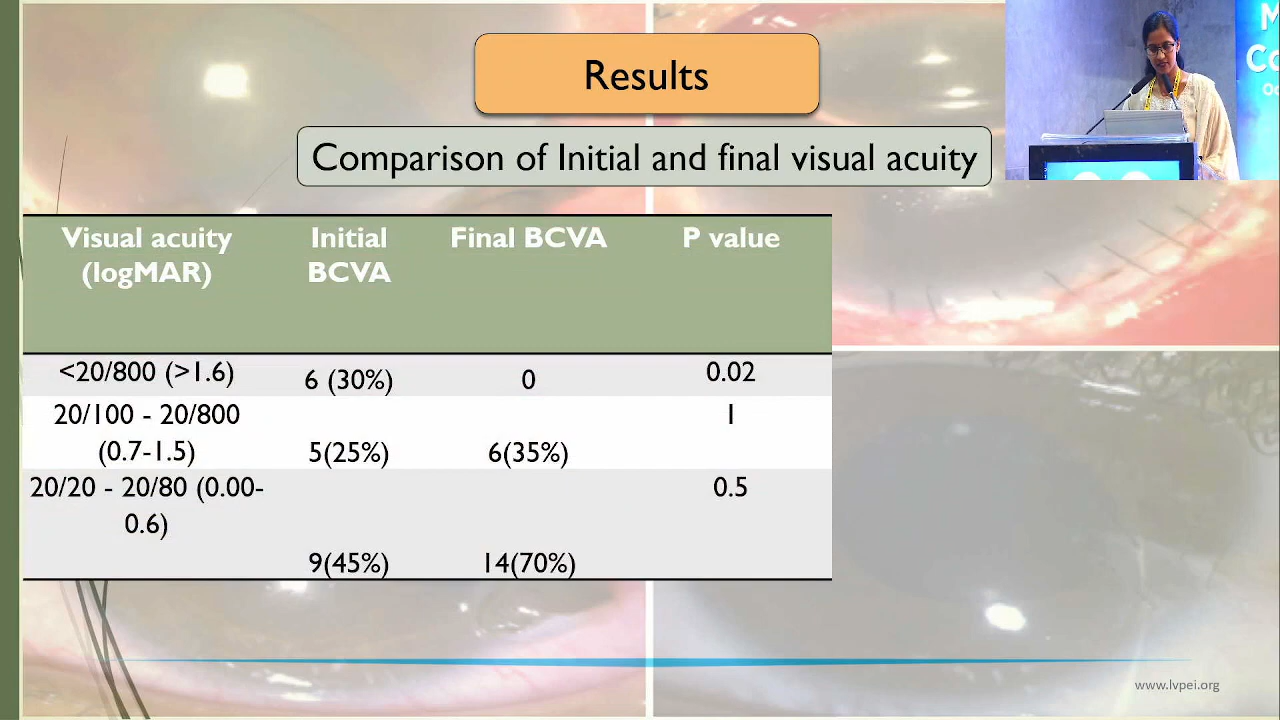 Results
Comparison of Initial and final visual acuity
Visual acuity (logMAR) Initial BCVA Final BCVA P value
<20/800 (>1.6) 6 (30%) 0 0.02
20/100 - 20/800 (0.7-1.5) 5(25%) 6(35%) 1
20/20 - 20/80 (0.00-0.6) 9(45%) 14(70%) 0.5
www.lvpei.org